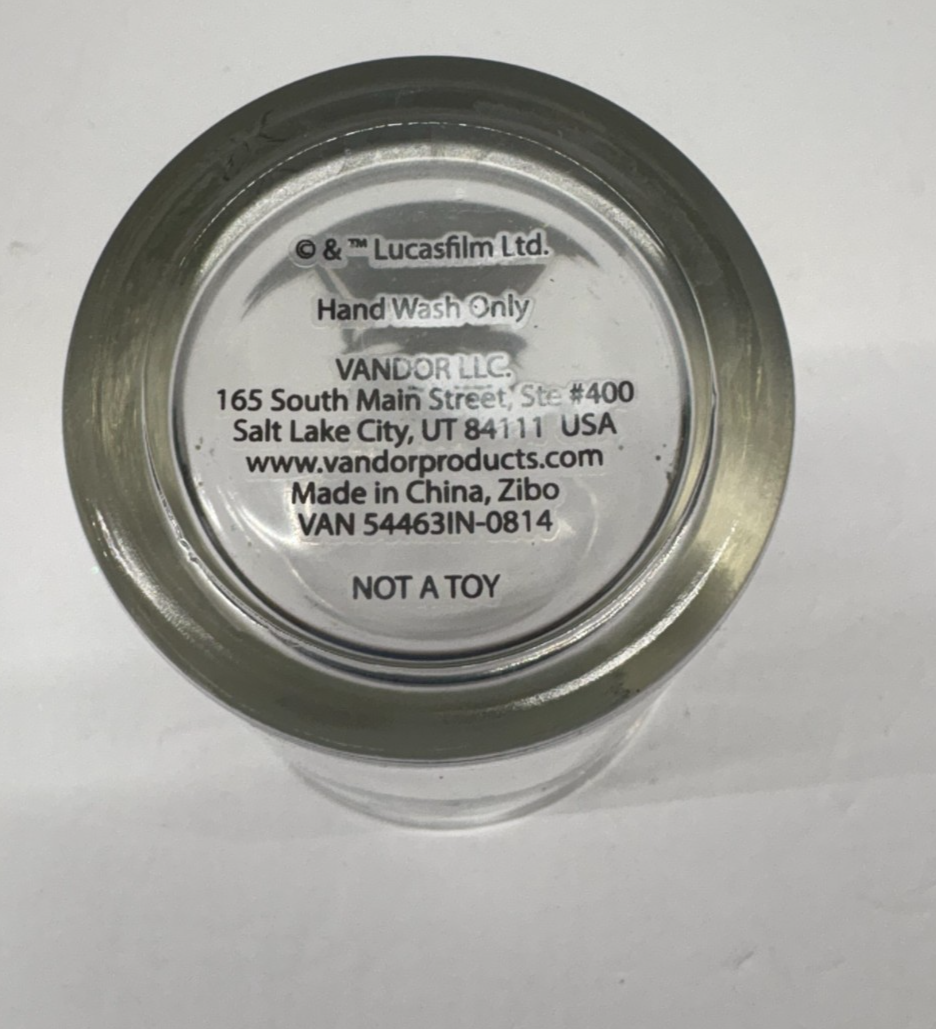 © & ™ Lucasfilm Ltd.
Hand Wash Only
VANDOR LLC.
165 South Main Street, Ste #400
Salt Lake City, UT 84111 USA
www.vandorproducts.com
Made in China, Zibo
VAN 54463IN-0814
NOT A TOY